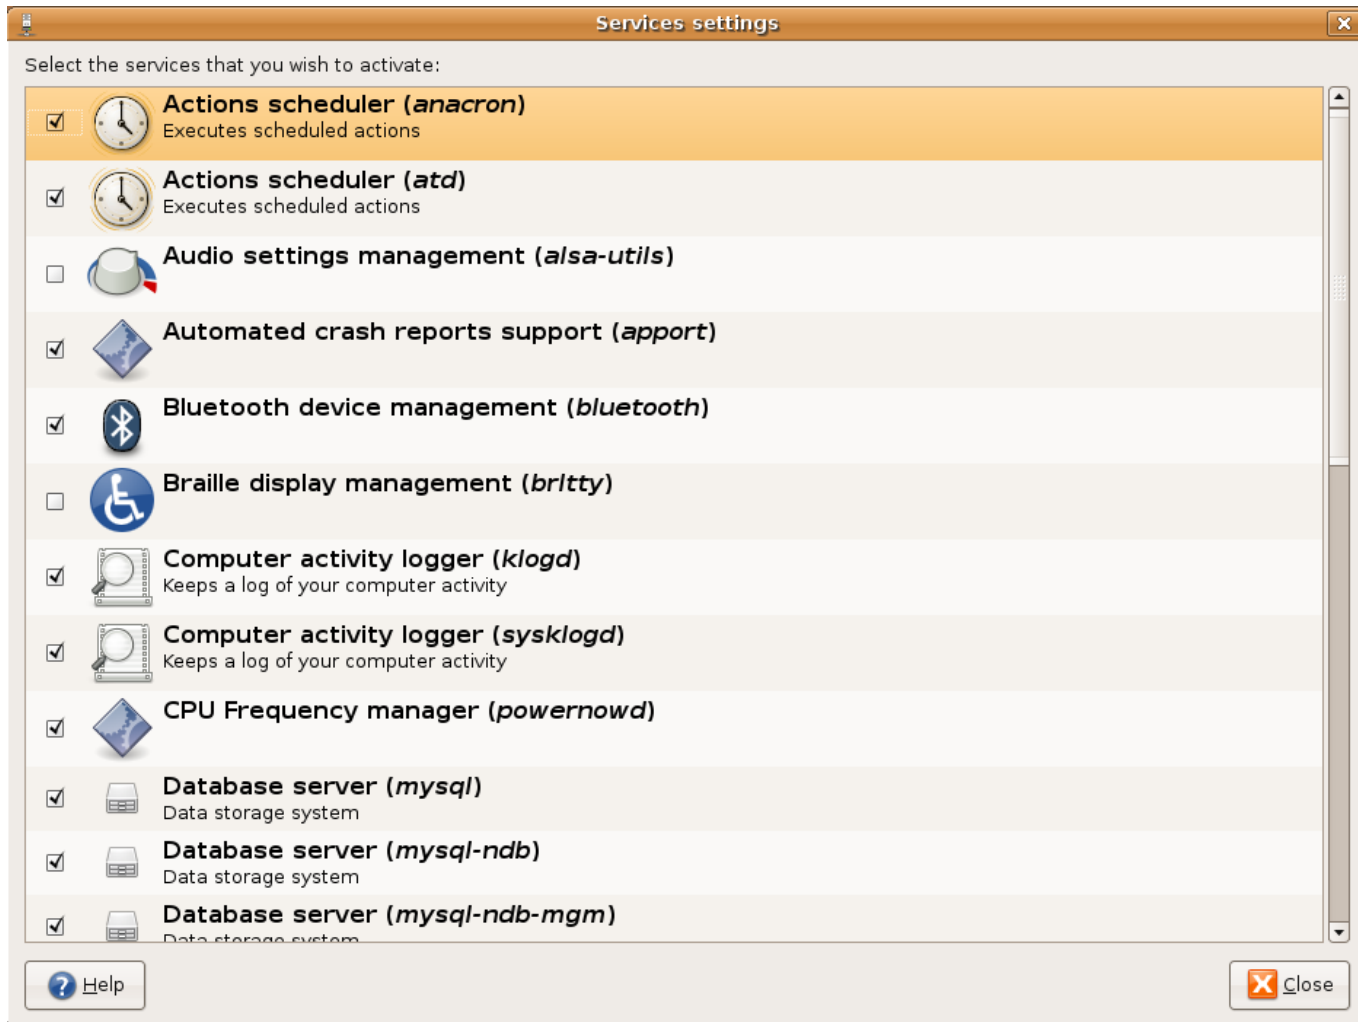 Services settings
Select the services that you wish to activate:
Actions scheduler (anacron)
Executes scheduled actions
Actions scheduler (atd)
Executes scheduled actions
Audio settings management (alsa-utils)
Automated crash reports support (apport)
Bluetooth device management (bluetooth)
Braille display management (brltty)
Computer activity logger (klogd)
Keeps a log of your computer activity
Computer activity logger (sysklogd)
Keeps a log of your computer activity
CPU Frequency manager (powernowd)
Database server (mysql)
Data storage system
Database server (mysql-ndb)
Data storage system
Database server (mysql-ndb-mgm)
Data storage system
Help
Close